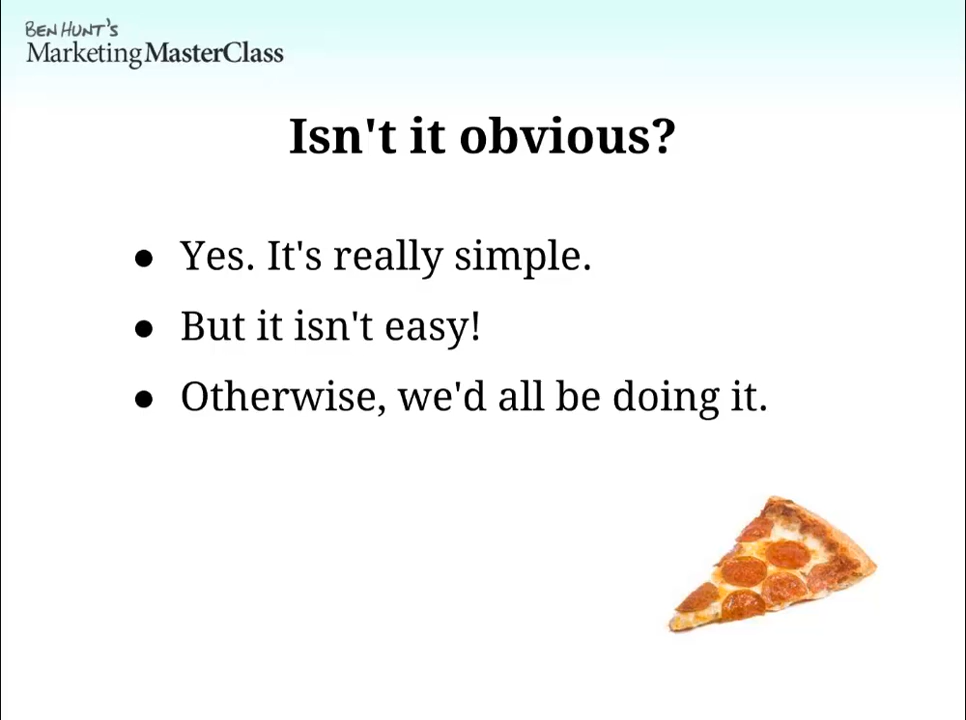 BEN HUNT'S
Marketing MasterClass
Isn't it obvious?
● Yes. It's really simple.
● But it isn't easy!
● Otherwise, we'd all be doing it.